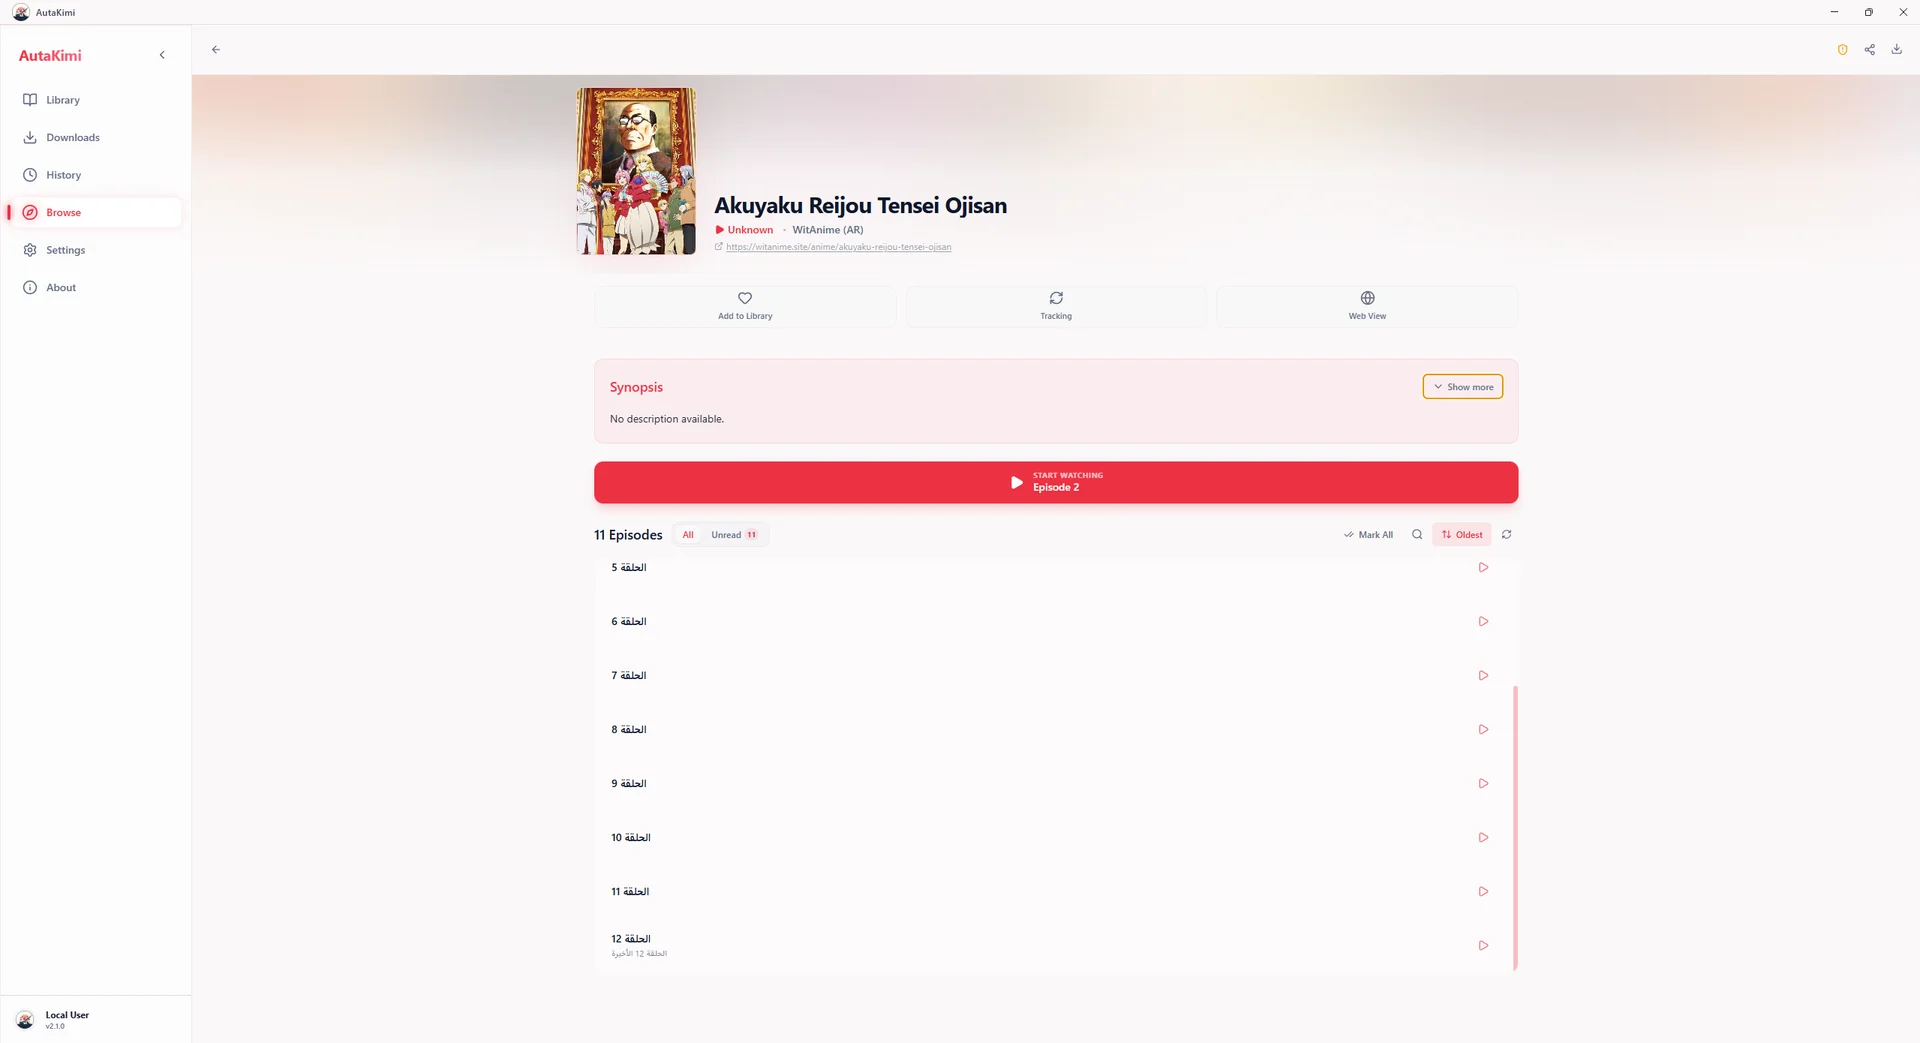 AutaKimi
AutaKimi
Library
Downloads
History
Browse
Settings
About
Local User
v2.1.0
Akuyaku Reijou Tensei Ojisan
Unknown • WitAnime (AR)
https://witanime.site/anime/akuyaku-reijou-tensei-ojisan
Add to Library
Tracking
Web View
Synopsis
Show more
No description available.
START WATCHING
Episode 2
11 Episodes
All
Unread 11
Mark All
Oldest
الحلقة 5
الحلقة 6
الحلقة 7
الحلقة 8
الحلقة 9
الحلقة 10
الحلقة 11
الحلقة 12
الحلقة 12 الأخيرة